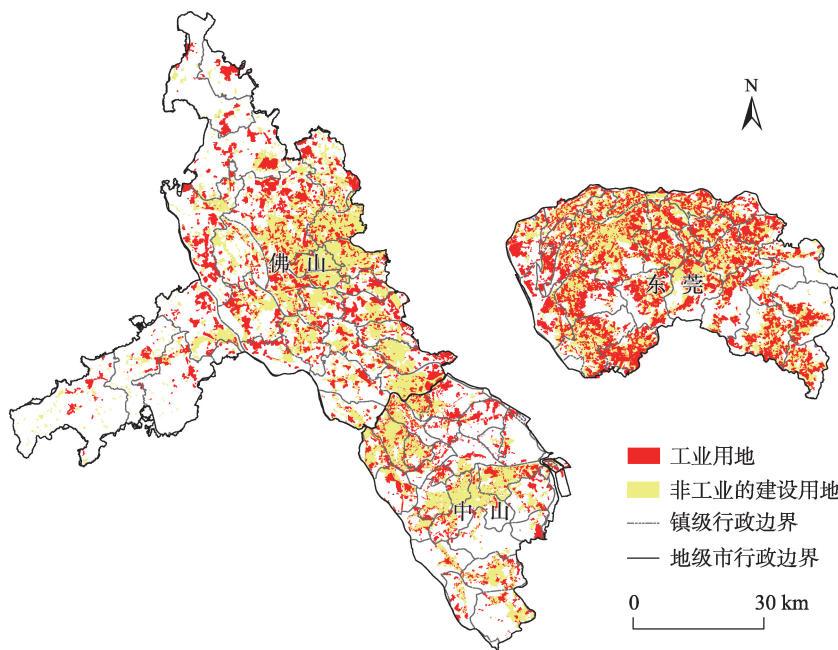 N
佛 山
东 莞
中 山
工业用地
非工业的建设用地
镇级行政边界
地级市行政边界
0 30 km